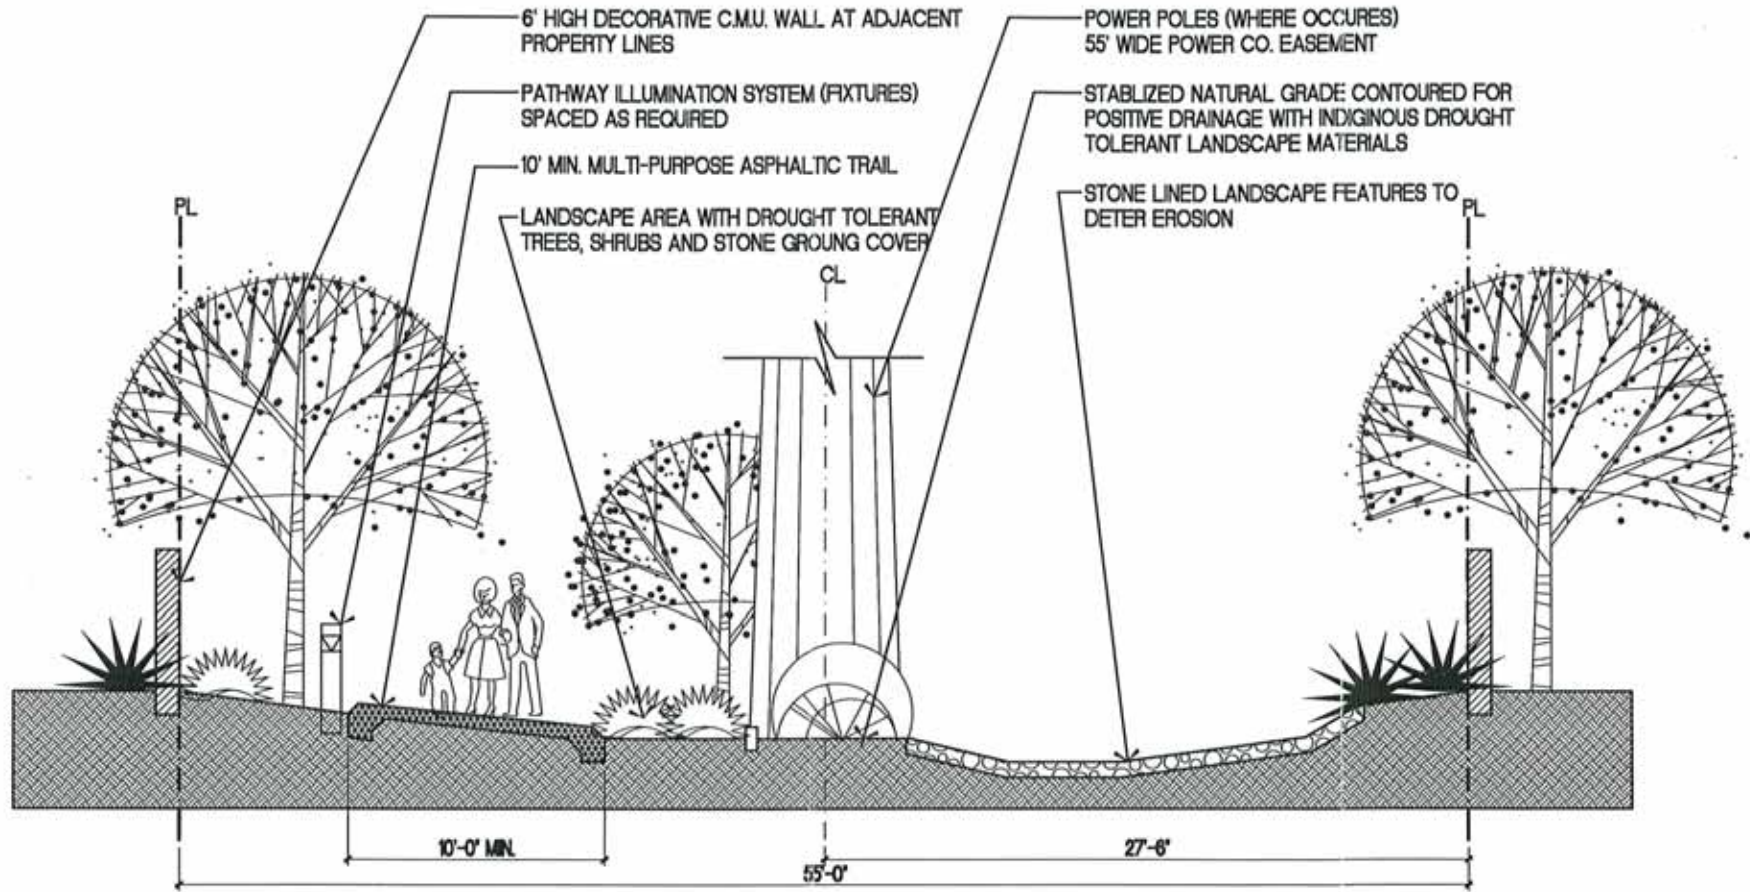 6' HIGH DECORATIVE C.M.U. WALL AT ADJACENT
PROPERTY LINES
PATHWAY ILLUMINATION SYSTEM (FIXTURES)
SPACED AS REQUIRED
10' MIN. MULTI-PURPOSE ASPHALTIC TRAIL
LANDSCAPE AREA WITH DROUGHT TOLERANT
TREES, SHRUBS AND STONE GROUNG COVER
POWER POLES (WHERE OCCURES)
55' WIDE POWER CO. EASEMENT
STABLIZED NATURAL GRADE CONTOURED FOR
POSITIVE DRAINAGE WITH INDIGINOUS DROUGHT
TOLERANT LANDSCAPE MATERIALS
STONE LINED LANDSCAPE FEATURES TO
DETER EROSION
PL
CL
PL
10'-0" MIN.
27'-6"
55'-0"